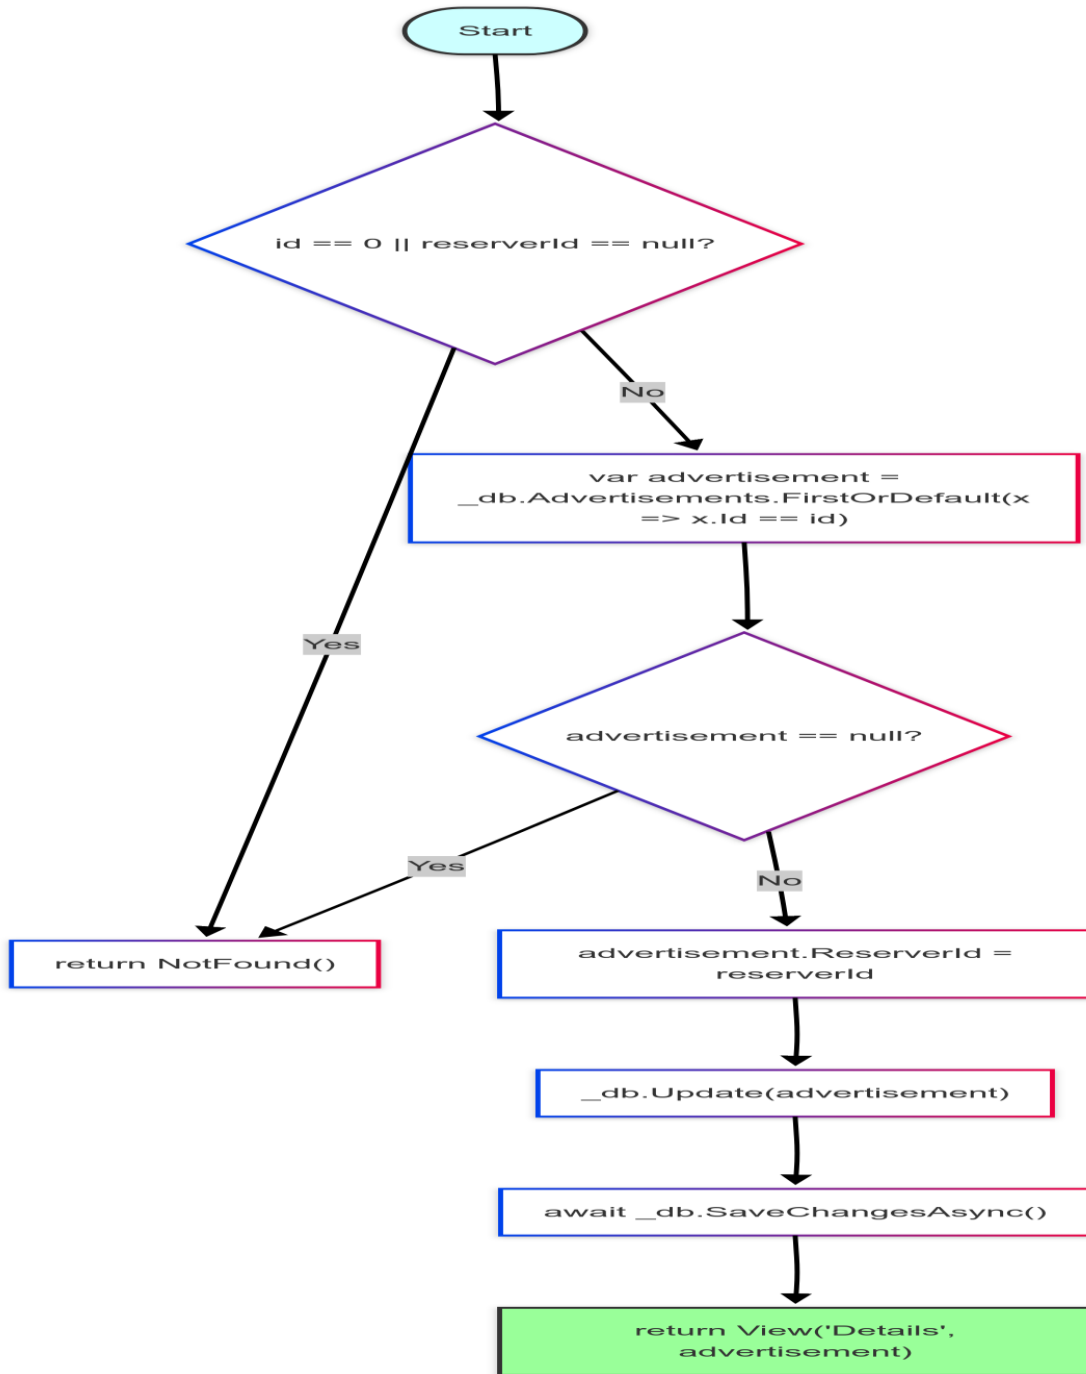 Start
id == 0 || reserverId == null?
No
var advertisement =
_db.Advertisements.FirstOrDefault(x
=> x.Id == id)
Yes
advertisement == null?
Yes
No
return NotFound()
advertisement.ReserverId =
reserverId
_db.Update(advertisement)
await _db.SaveChangesAsync()
return View('Details',
advertisement)